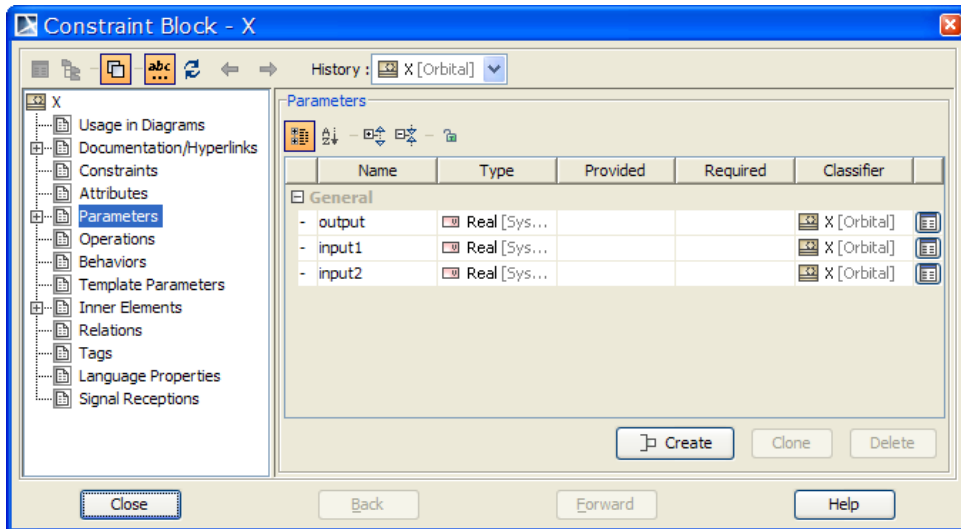 Constraint Block - X
abc
History : X [Orbital]
X
Usage in Diagrams
Documentation/Hyperlinks
Constraints
Attributes
Parameters
Operations
Behaviors
Template Parameters
Inner Elements
Relations
Tags
Language Properties
Signal Receptions
Parameters
Name Type Provided Required Classifier
General
output Real [Sys... X [Orbital]
input1 Real [Sys... X [Orbital]
input2 Real [Sys... X [Orbital]
Create Clone Delete
Close Back Forward Help